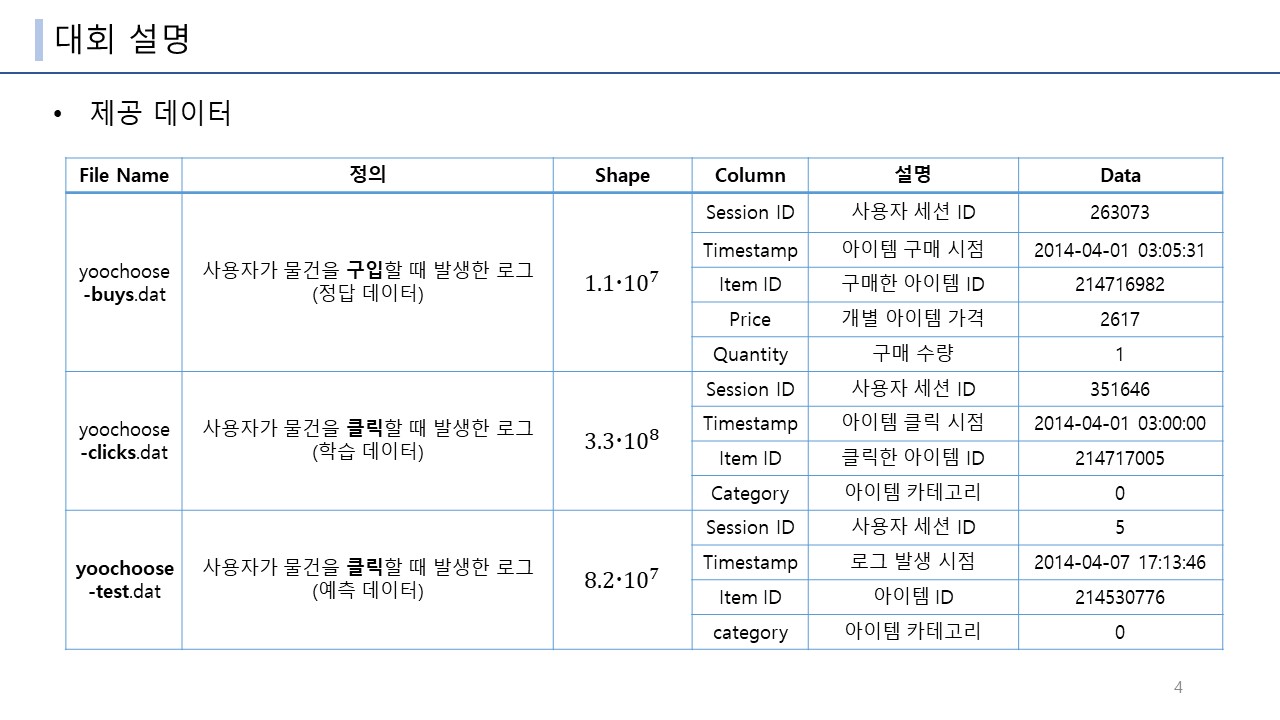 대회 설명
• 제공 데이터
File Name 정의 Shape Column 설명 Data
yoochoose
-buys.dat
사용자가 물건을 구입할 때 발생한 로그
(정답 데이터)
1.1·10⁷
Session ID 사용자 세션 ID 263073
Timestamp 아이템 구매 시점 2014-04-01 03:05:31
Item ID 구매한 아이템 ID 214716982
Price 개별 아이템 가격 2617
Quantity 구매 수량 1
yoochoose
-clicks.dat
사용자가 물건을 클릭할 때 발생한 로그
(학습 데이터)
3.3·10⁸
Session ID 사용자 세션 ID 351646
Timestamp 아이템 클릭 시점 2014-04-01 03:00:00
Item ID 클릭한 아이템 ID 214717005
Category 아이템 카테고리 0
yoochoose
-test.dat
사용자가 물건을 클릭할 때 발생한 로그
(예측 데이터)
8.2·10⁷
Session ID 사용자 세션 ID 5
Timestamp 로그 발생 시점 2014-04-07 17:13:46
Item ID 아이템 ID 214530776
category 아이템 카테고리 0
4